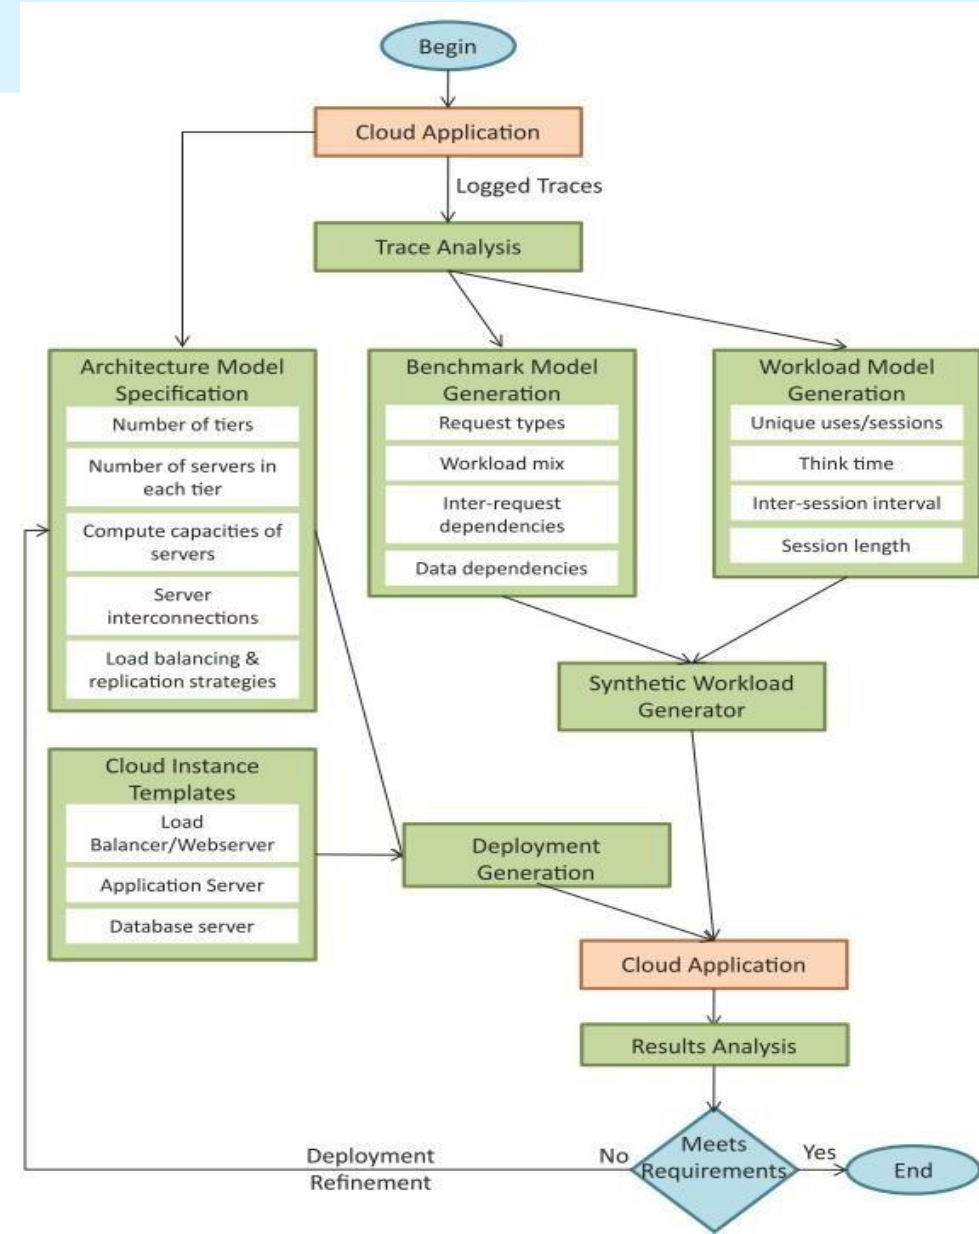 Begin
Cloud Application
Logged Traces
Trace Analysis
Architecture Model
Specification
Number of tiers
Number of servers in
each tier
Compute capacities of
servers
Server
interconnections
Load balancing &
replication strategies
Benchmark Model
Generation
Request types
Workload mix
Inter-request
dependencies
Data dependencies
Workload Model
Generation
Unique uses/sessions
Think time
Inter-session interval
Session length
Synthetic Workload
Generator
Cloud Instance
Templates
Load
Balancer/Webserver
Application Server
Database server
Deployment
Generation
Cloud Application
Results Analysis
Meets
Requirements
Yes
End
No
Deployment
Refinement